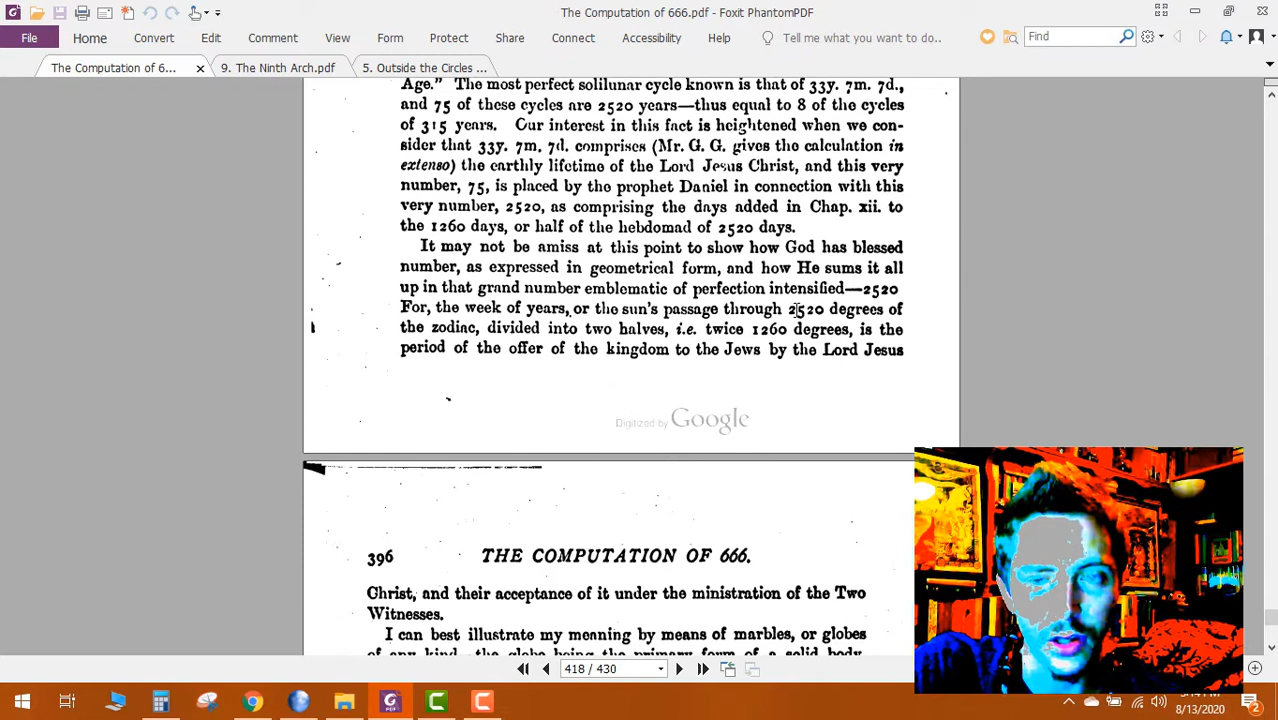 The Computation of 666.pdf - Foxit PhantomPDF
File Home Convert Edit Comment View Form Protect Share Connect Accessibility Help Tell me what you want to do.. Find
The Computation of 6... 9. The Ninth Arch.pdf 5. Outside the Circles ...
Age." The most perfect solilunar cycle known is that of 33y. 7m. 7d.,
and 75 of these cycles are 2520 years—thus equal to 8 of the cycles
of 315 years. Our interest in this fact is heightened when we con-
sider that 33y. 7m. 7d. comprises (Mr. G. G. gives the calculation in
extenso) the earthly lifetime of the Lord Jesus Christ, and this very
number, 75, is placed by the prophet Daniel in connection with this
very number, 2520, as comprising the days added in Chap. xii. to
the 1260 days, or half of the hebdomad of 2520 days.
It may not be amiss at this point to show how God has blessed
number, as expressed in geometrical form, and how He sums it all
up in that grand number emblematic of perfection intensified—2520
For, the week of years, or the sun's passage through 2520 degrees of
the zodiac, divided into two halves, i.e. twice 1260 degrees, is the
period of the offer of the kingdom to the Jews by the Lord Jesus
Digitized by Google
396 THE COMPUTATION OF 666.
Christ, and their acceptance of it under the ministration of the Two
Witnesses.
I can best illustrate my meaning by means of marbles, or globes
of any kind—the globe being the primary form of a solid body.
418 / 430
8/13/2020
2